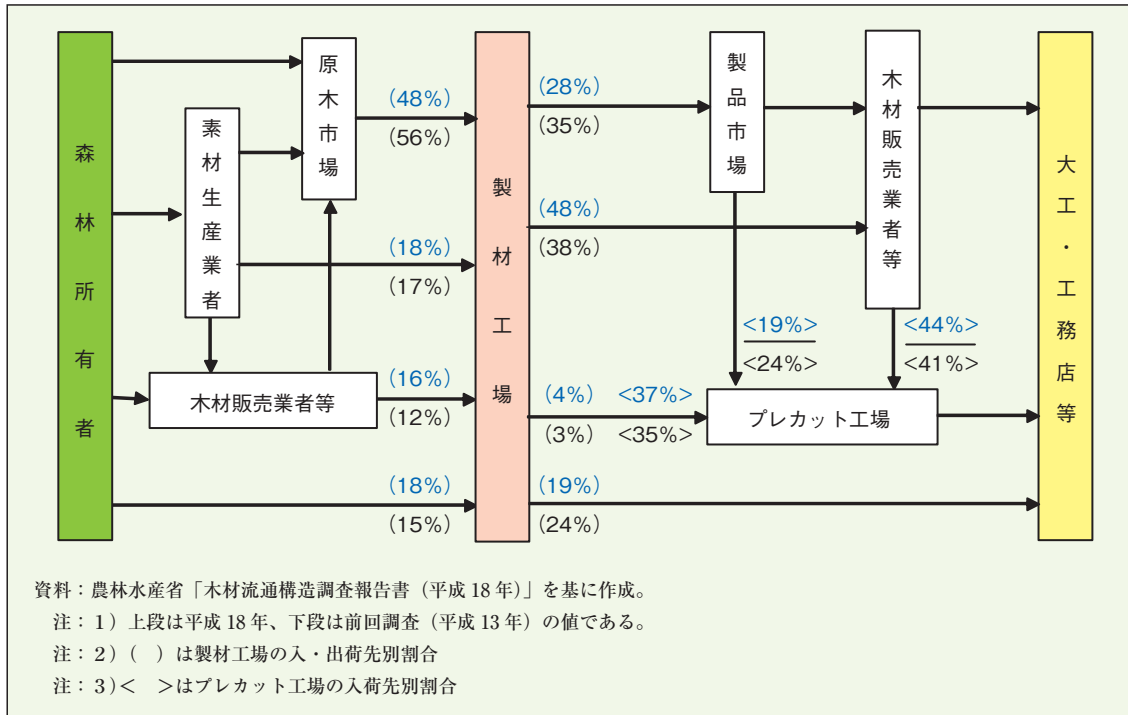 森林所有者
素材生産業者
原木市場
木材販売業者等
(48%)
(56%)
(18%)
(17%)
(16%)
(12%)
(18%)
(15%)
製材工場
(28%)
(35%)
(48%)
(38%)
(4%) <37%>
(3%) <35%>
(19%)
(24%)
製品市場
木材販売業者等
<19%>
<24%>
<44%>
<41%>
プレカット工場
大工・工務店等
資料:農林水産省「木材流通構造調査報告書(平成18年)」を基に作成。
注:1)上段は平成18年、下段は前回調査(平成13年)の値である。
注:2)( )は製材工場の入・出荷先別割合
注:3)< >はプレカット工場の入荷先別割合